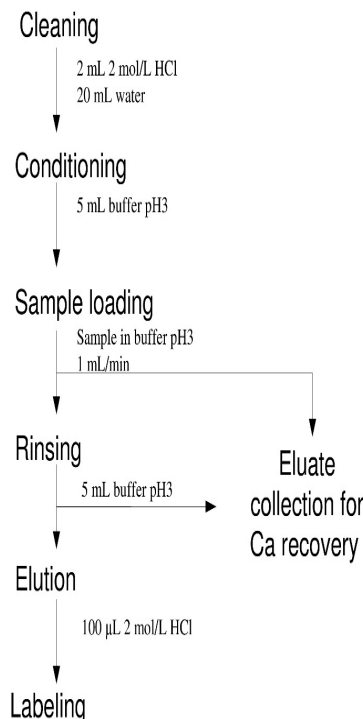 Cleaning
2 mL 2 mol/L HCl
20 mL water
Conditioning
5 mL buffer pH3
Sample loading
Sample in buffer pH3
1 mL/min
Rinsing
5 mL buffer pH3
Eluate
collection for
Ca recovery
Elution
100 µL 2 mol/L HCl
Labeling